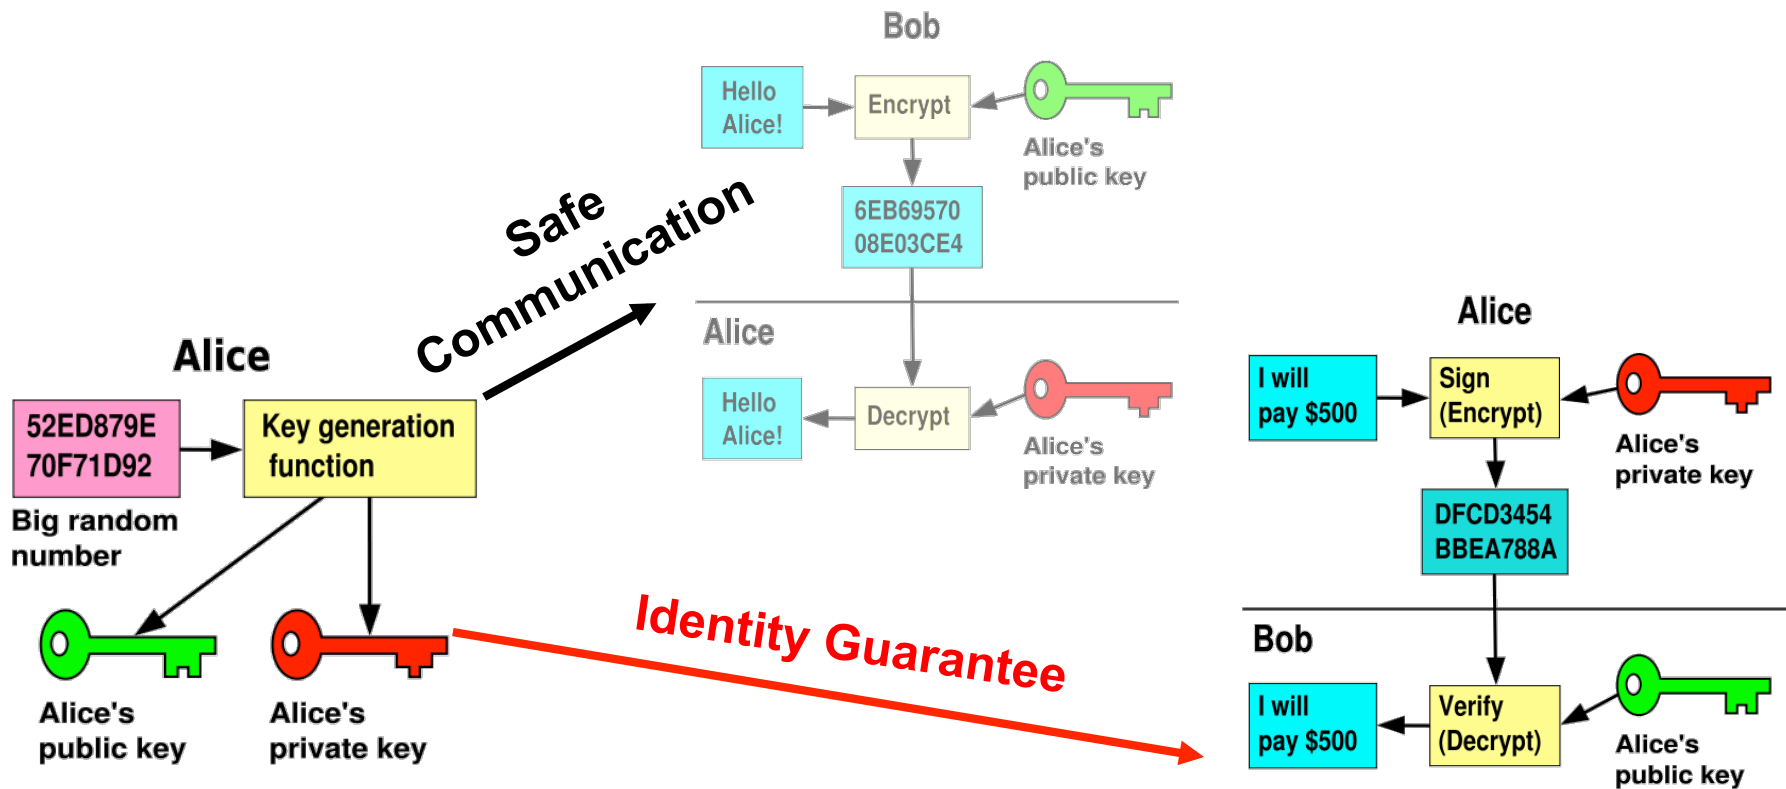 Alice
52ED879E
70F71D92
Big random
number
Key generation
function
Alice's
public key
Alice's
private key
Safe
Communication
Bob
Hello
Alice!
Encrypt
Alice's
public key
6EB69570
08E03CE4
Alice
Hello
Alice!
Decrypt
Alice's
private key
Identity Guarantee
Alice
I will
pay $500
Sign
(Encrypt)
Alice's
private key
DFCD3454
BBEA788A
Bob
I will
pay $500
Verify
(Decrypt)
Alice's
public key